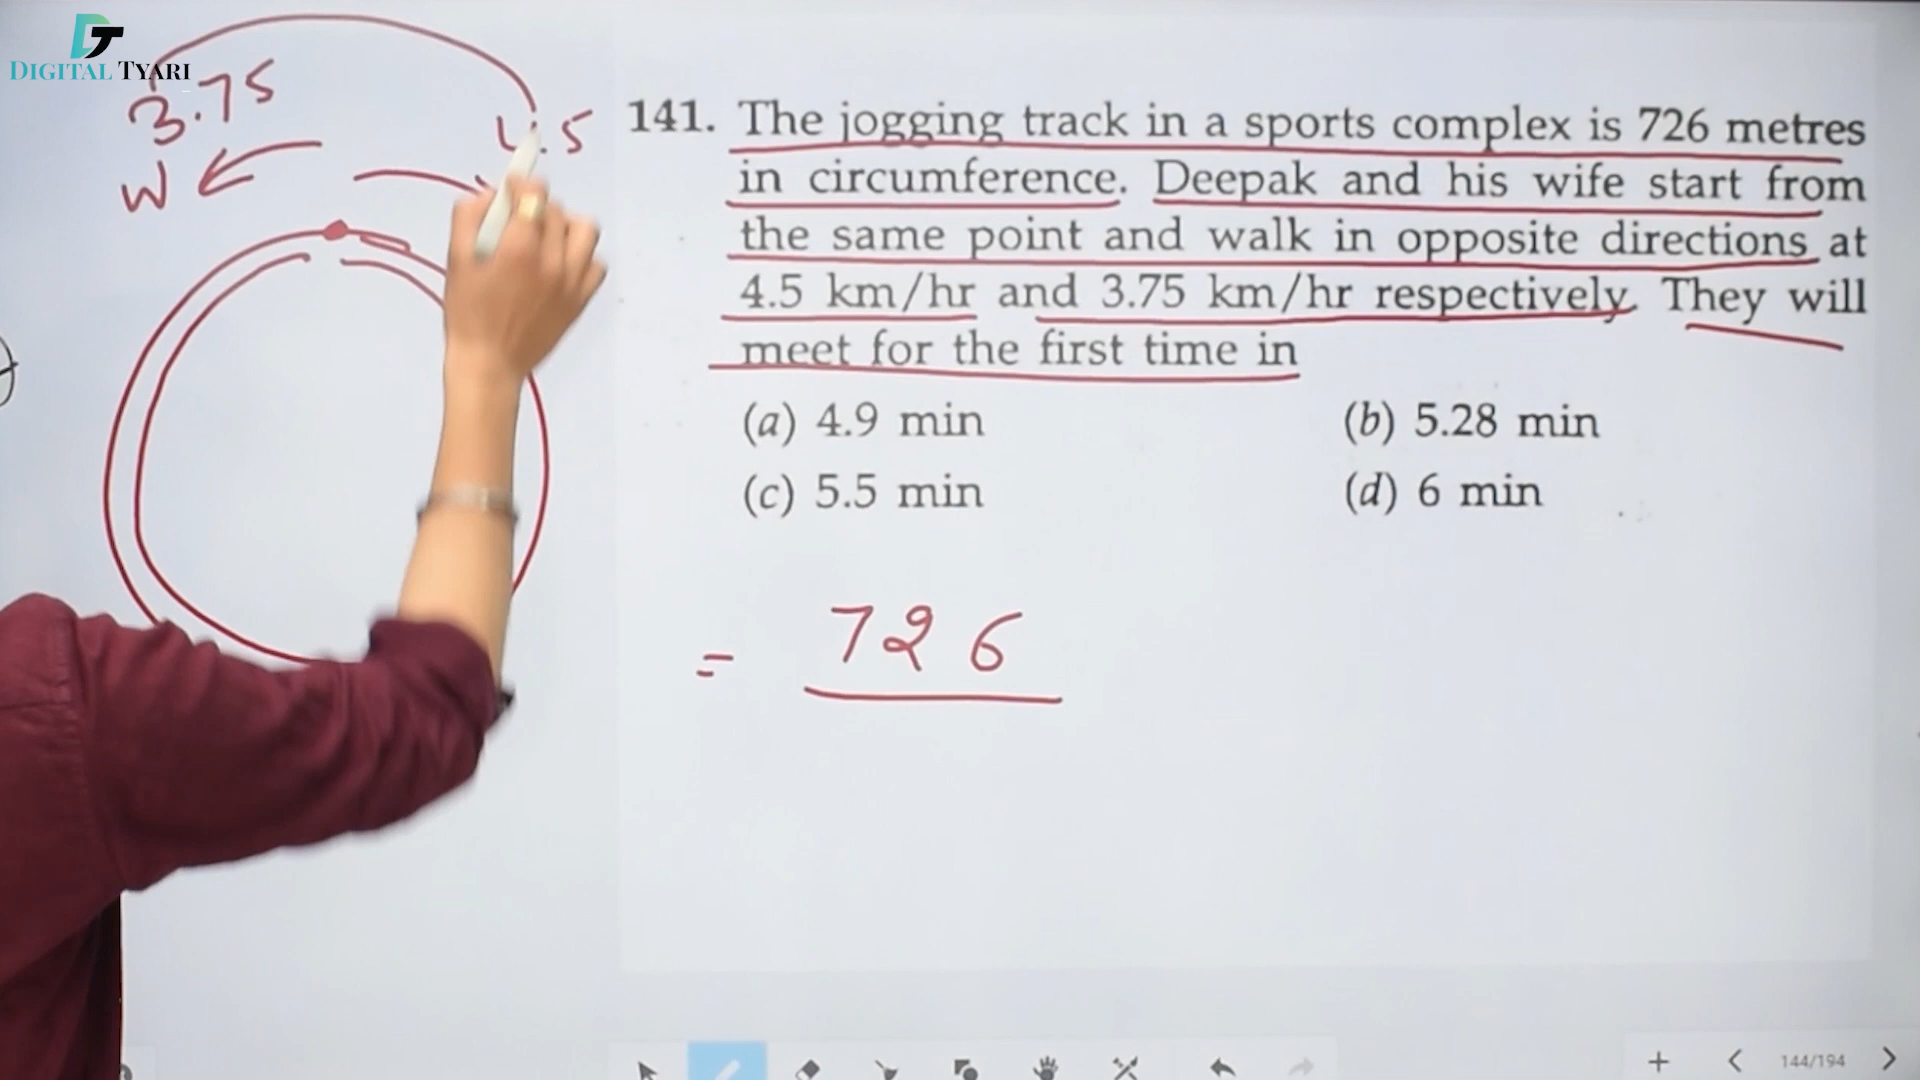 DT
DIGITAL TYARI
3.75
W
141. The jogging track in a sports complex is 726 metres
in circumference. Deepak and his wife start from
the same point and walk in opposite directions at
4.5 km/hr and 3.75 km/hr respectively. They will
meet for the first time in
(a) 4.9 min (b) 5.28 min
(c) 5.5 min (d) 6 min
= 726
144/194